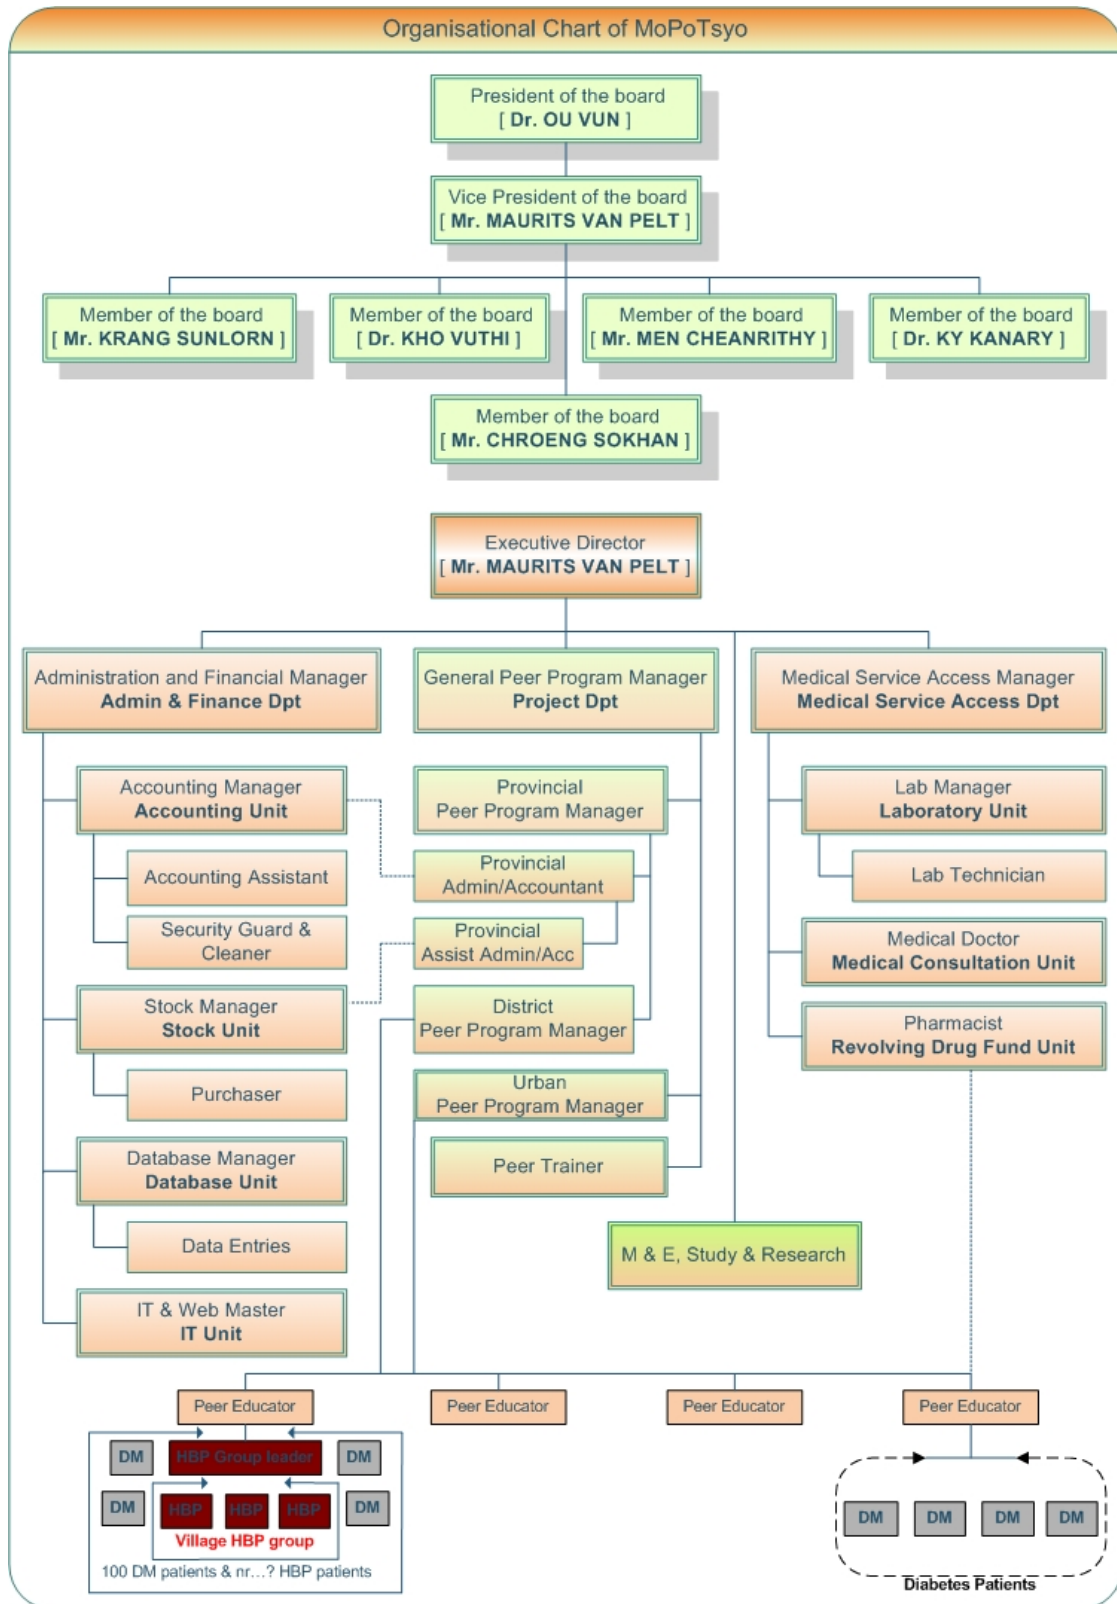 Organisational Chart of MoPoTsyo
President of the board
[ Dr. OU VUN ]
Vice President of the board
[ Mr. MAURITS VAN PELT ]
Member of the board
[ Mr. KRANG SUNLORN ]
Member of the board
[ Dr. KHO VUTHI ]
Member of the board
[ Mr. MEN CHEANRITHY ]
Member of the board
[ Dr. KY KANARY ]
Member of the board
[ Mr. CHROENG SOKHAN ]
Executive Director
[ Mr. MAURITS VAN PELT ]
Administration and Financial Manager
Admin & Finance Dpt
General Peer Program Manager
Project Dpt
Medical Service Access Manager
Medical Service Access Dpt
Accounting Manager
Accounting Unit
Accounting Assistant
Security Guard &
Cleaner
Stock Manager
Stock Unit
Purchaser
Database Manager
Database Unit
Data Entries
IT & Web Master
IT Unit
Provincial
Peer Program Manager
Provincial
Admin/Accountant
Provincial
Assist Admin/Acc
District
Peer Program Manager
Urban
Peer Program Manager
Peer Trainer
Lab Manager
Laboratory Unit
Lab Technician
Medical Doctor
Medical Consultation Unit
Pharmacist
Revolving Drug Fund Unit
M & E, Study & Research
Peer Educator
Peer Educator
Peer Educator
Peer Educator
DM
HBP Group leader
DM
DM
HBP
HBP
HBP
DM
Village HBP group
100 DM patients & nr...? HBP patients
DM
DM
DM
DM
Diabetes Patients